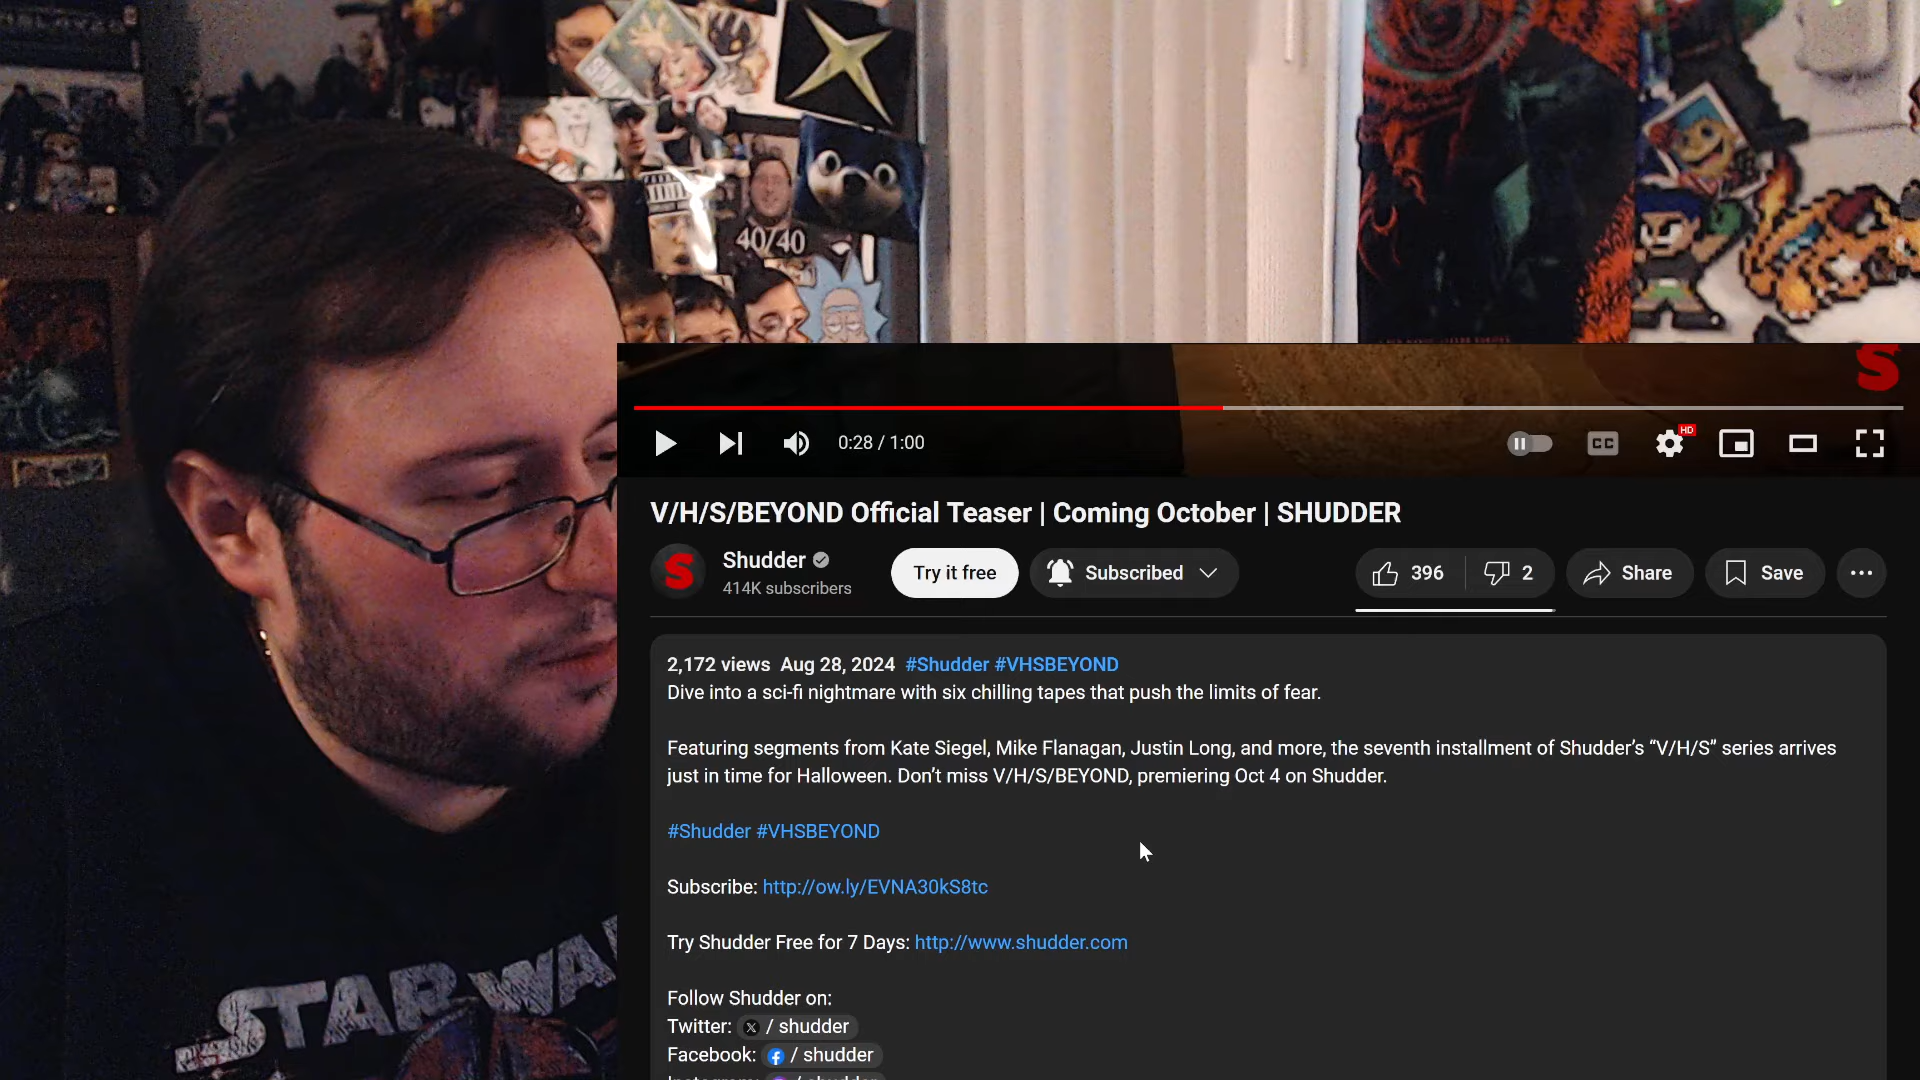 40/40
S
HD
CC
0:28 / 1:00
V/H/S/BEYOND Official Teaser | Coming October | SHUDDER
S
Shudder
414K subscribers
Try it free
Subscribed
396
2
Share
Save
2,172 views Aug 28, 2024 #Shudder #VHSBEYOND
Dive into a sci-fi nightmare with six chilling tapes that push the limits of fear.
Featuring segments from Kate Siegel, Mike Flanagan, Justin Long, and more, the seventh installment of Shudder's “V/H/S” series arrives
just in time for Halloween. Don't miss V/H/S/BEYOND, premiering Oct 4 on Shudder.
#Shudder #VHSBEYOND
Subscribe: http://ow.ly/EVNA30kS8tc
Try Shudder Free for 7 Days: http://www.shudder.com
Follow Shudder on:
Twitter: / shudder
Facebook: / shudder
STAR WA